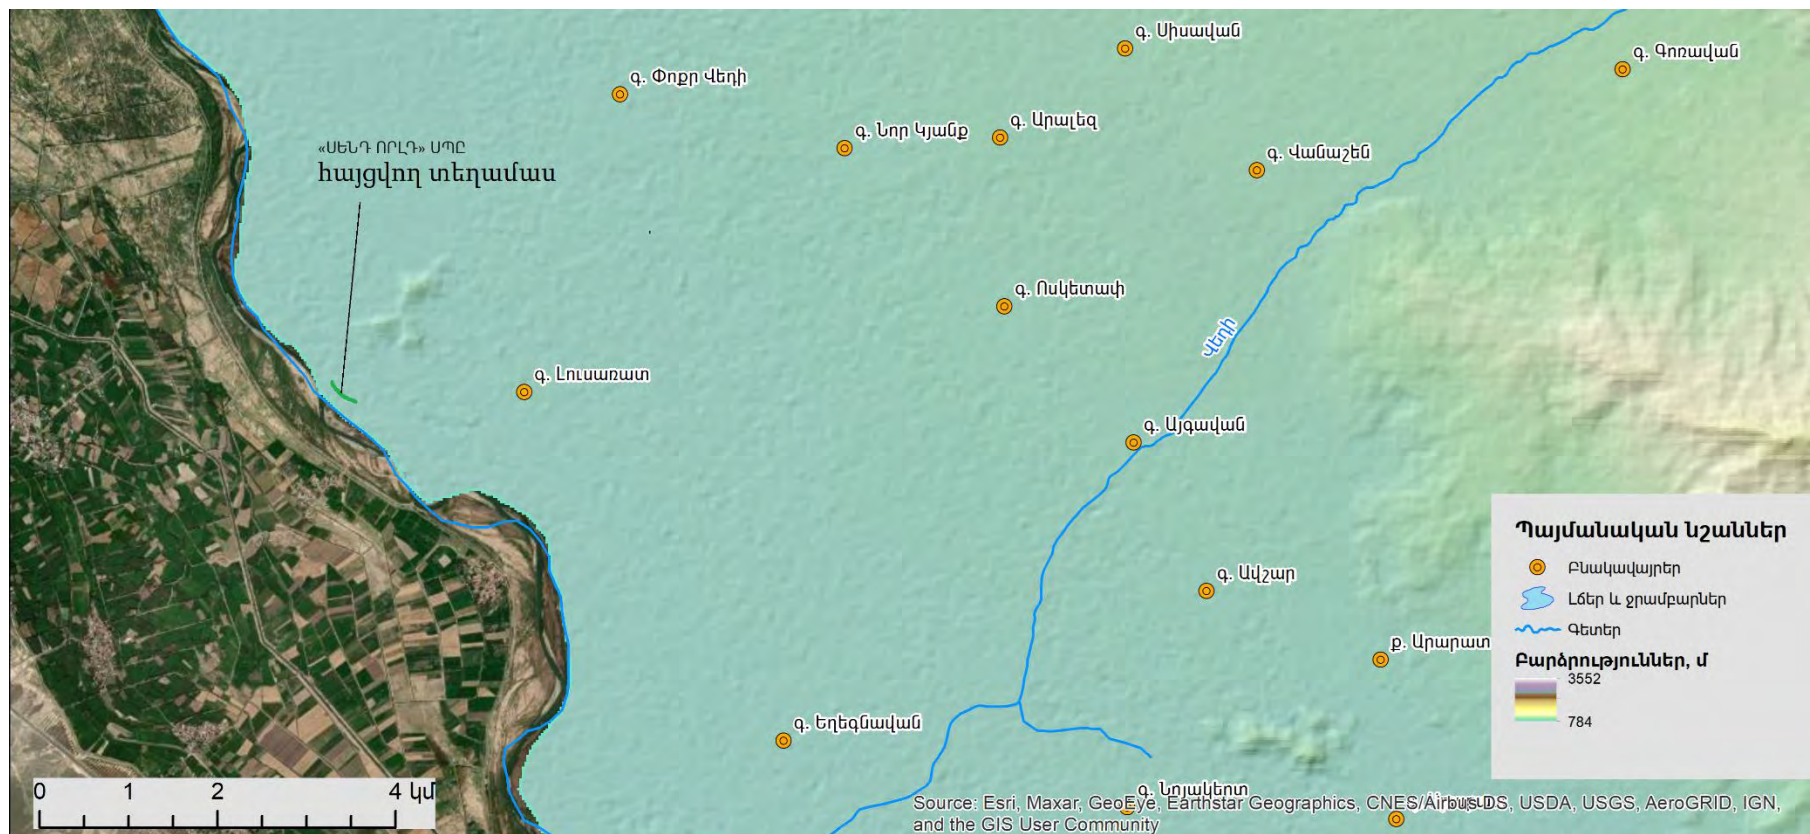 գ. Սիսավան
գ. Գոռավան
գ. Փոքր Վեդի
գ. Արալեզ
գ. Նոր Կյանք
«ՍԵՆԴ ՈՐԼԴ» ՍՊԸ
հայցվող տեղամաս
գ. Վանաշեն
գ. Ոսկետափ
Վեդի
գ. Լուսառատ
գ. Այգավան
գ. Ավշար
ք. Արարատ
գ. Եղեգնավան
գ. Նոյակերտ
Պայմանական նշաններ
Բնակավայրեր
Լճեր և ջրամբարներ
Գետեր
Բարձրություններ, մ
3552
784
0 1 2 4 կմ
Source: Esri, Maxar, GeoEye, Earthstar Geographics, CNES/Airbus DS, USDA, USGS, AeroGRID, IGN,
and the GIS User Community